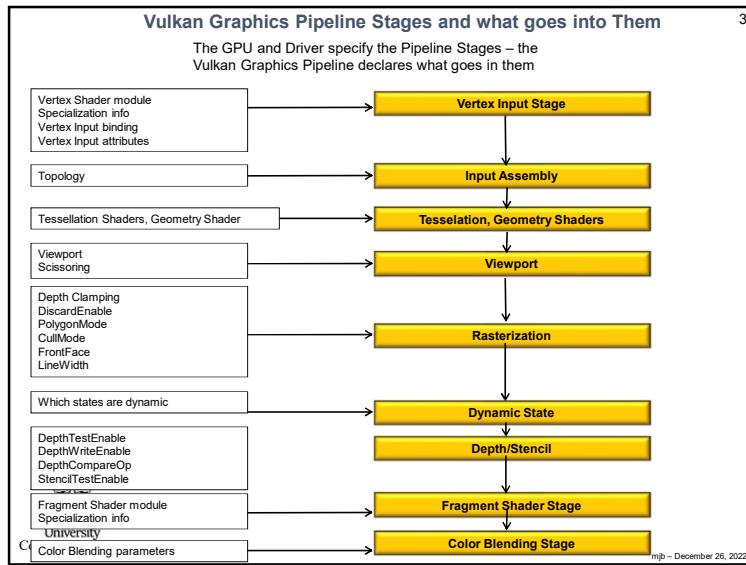 Vulkan Graphics Pipeline Stages and what goes into Them
3
The GPU and Driver specify the Pipeline Stages – the
Vulkan Graphics Pipeline declares what goes in them
Vertex Shader module
Specialization info
Vertex Input binding
Vertex Input attributes
Vertex Input Stage
Topology
Input Assembly
Tessellation Shaders, Geometry Shader
Tesselation, Geometry Shaders
Viewport
Scissoring
Viewport
Depth Clamping
DiscardEnable
PolygonMode
CullMode
FrontFace
LineWidth
Rasterization
Which states are dynamic
Dynamic State
DepthTestEnable
DepthWriteEnable
DepthCompareOp
StencilTestEnable
Depth/Stencil
Fragment Shader module
Specialization info
Fragment Shader Stage
University
Color Blending parameters
Color Blending Stage
mjb – December 26, 2022